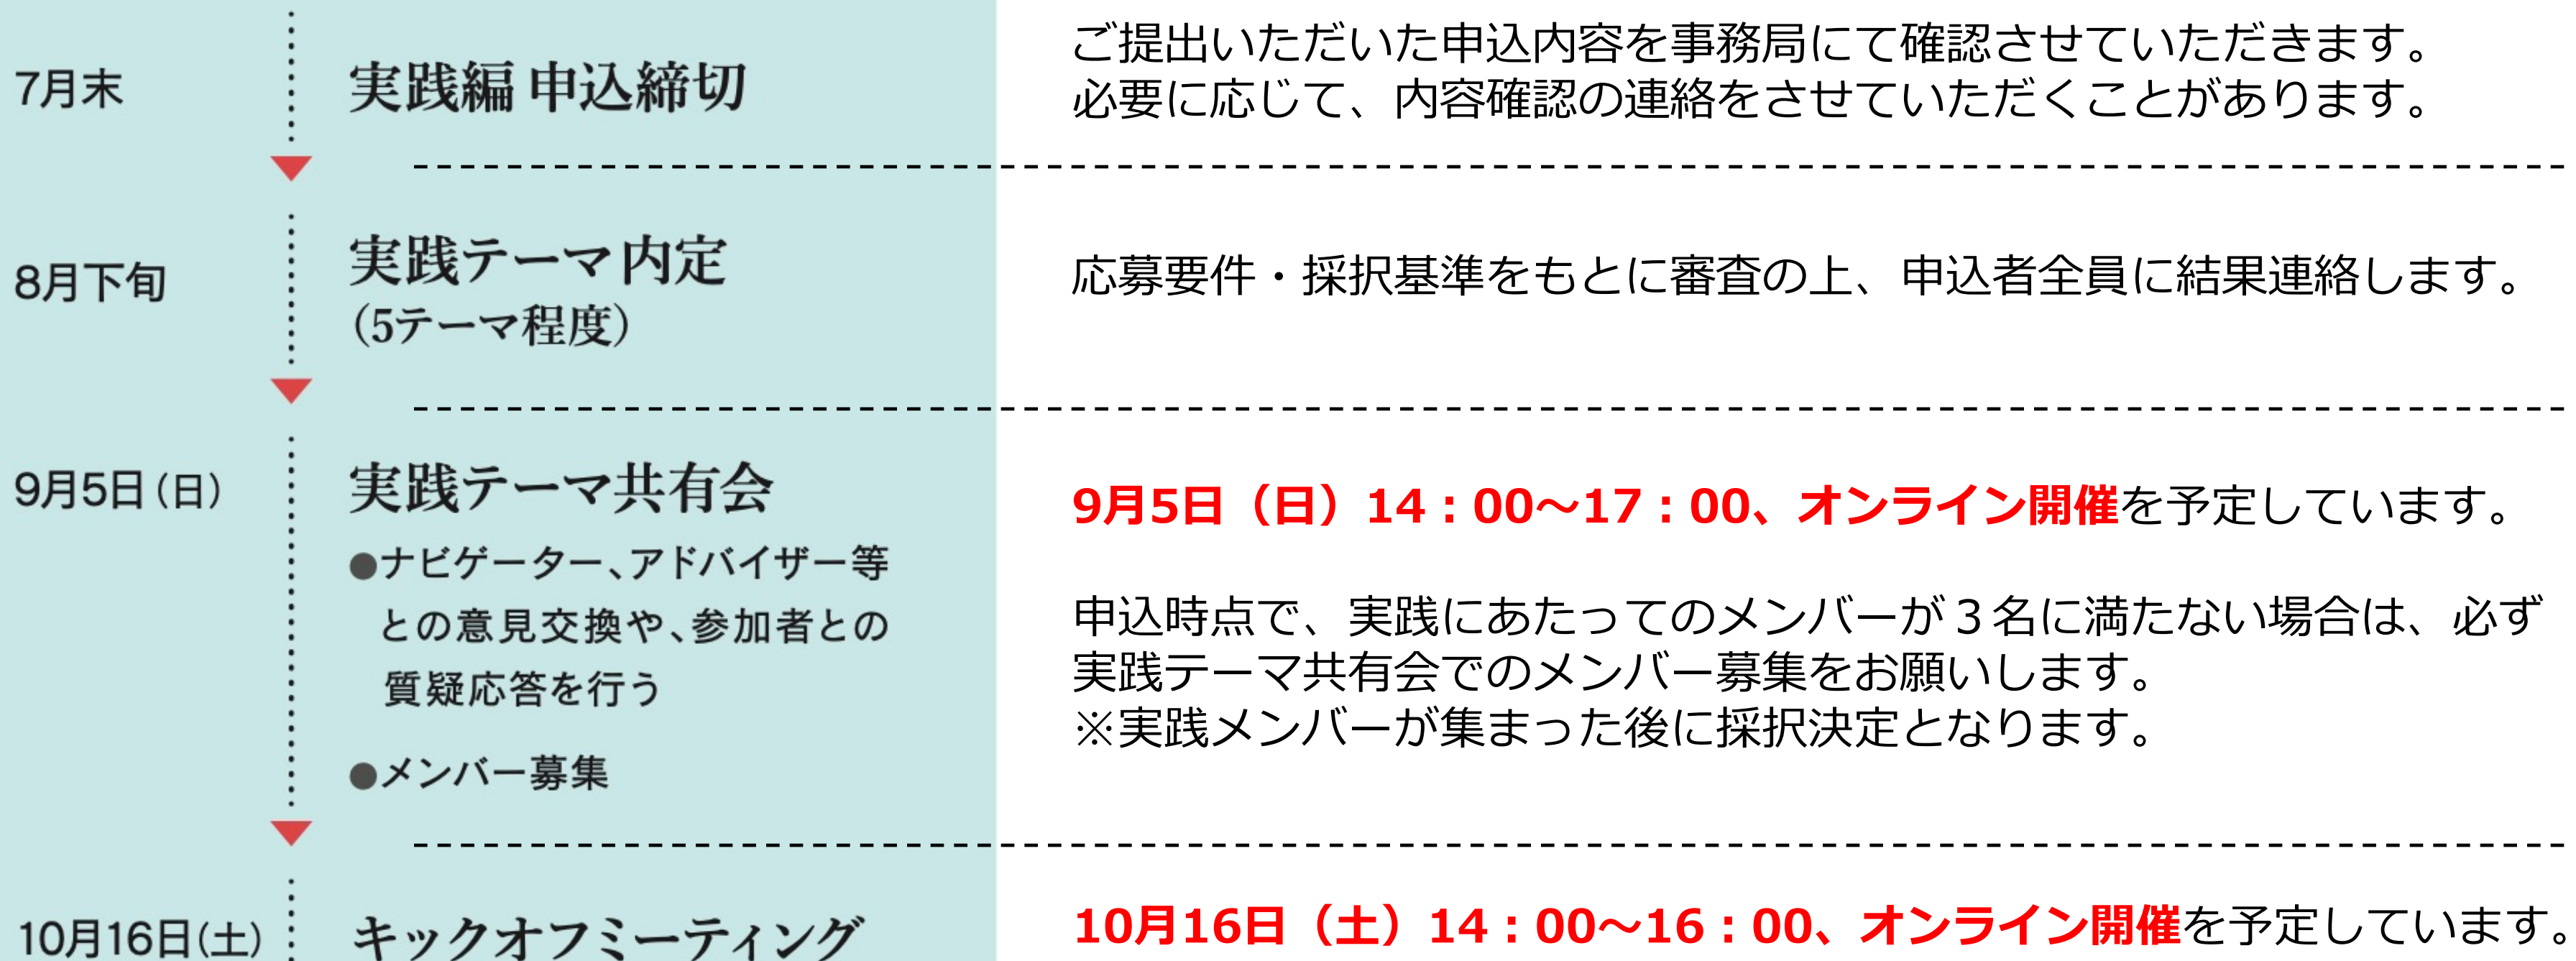 7月末
実践編 申込締切
ご提出いただいた申込内容を事務局にて確認させていただきます。
必要に応じて、内容確認の連絡をさせていただくことがあります。
8月下旬
実践テーマ内定
（5テーマ程度）
応募要件・採択基準をもとに審査の上、申込者全員に結果連絡します。
9月5日（日）
実践テーマ共有会
●ナビゲーター、アドバイザー等
との意見交換や、参加者との
質疑応答を行う
●メンバー募集
9月5日（日）14：00～17：00、オンライン開催を予定しています。
申込時点で、実践にあたってのメンバーが３名に満たない場合は、必ず
実践テーマ共有会でのメンバー募集をお願いします。
※実践メンバーが集まった後に採択決定となります。
10月16日（土）
キックオフミーティング
10月16日（土）14：00～16：00、オンライン開催を予定しています。